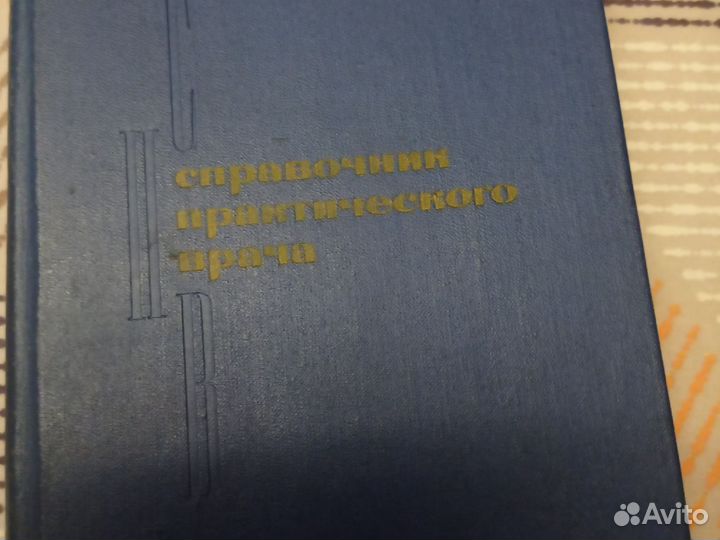 С
справочник
П
практического
врача
В
Avito